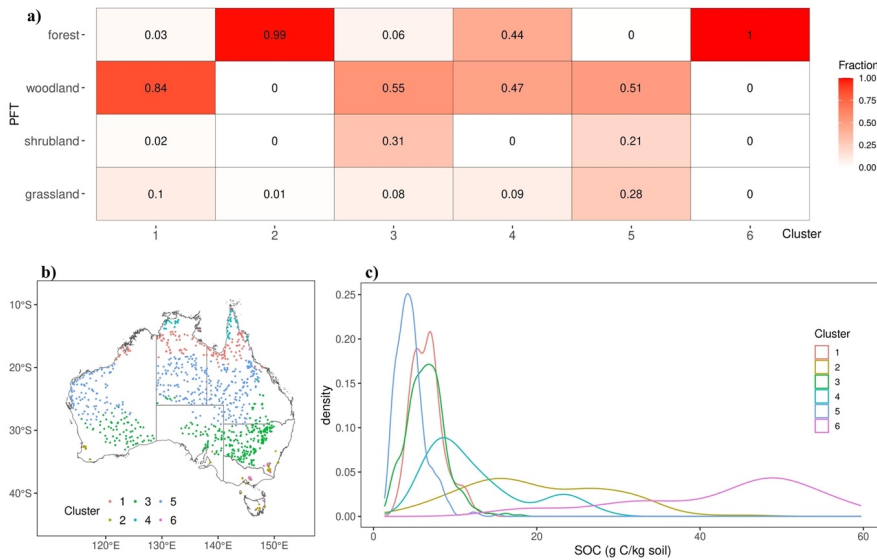 a)
forest
0.03 0.99 0.06 0.44 0 1
woodland
0.84 0 0.55 0.47 0.51 0
shrubland
0.02 0 0.31 0 0.21 0
grassland
0.1 0.01 0.08 0.09 0.28 0
PFT
1 2 3 4 5 6
Cluster
Fraction
1.00
0.75
0.50
0.25
0.00
b)
10°S
20°S
30°S
40°S
Cluster
1 3 5
2 4 6
120°E 130°E 140°E 150°E
c)
0.25
0.20
0.15
0.10
0.05
0.00
density
Cluster
1
2
3
4
5
6
0 20 40 60
SOC (g C/kg soil)